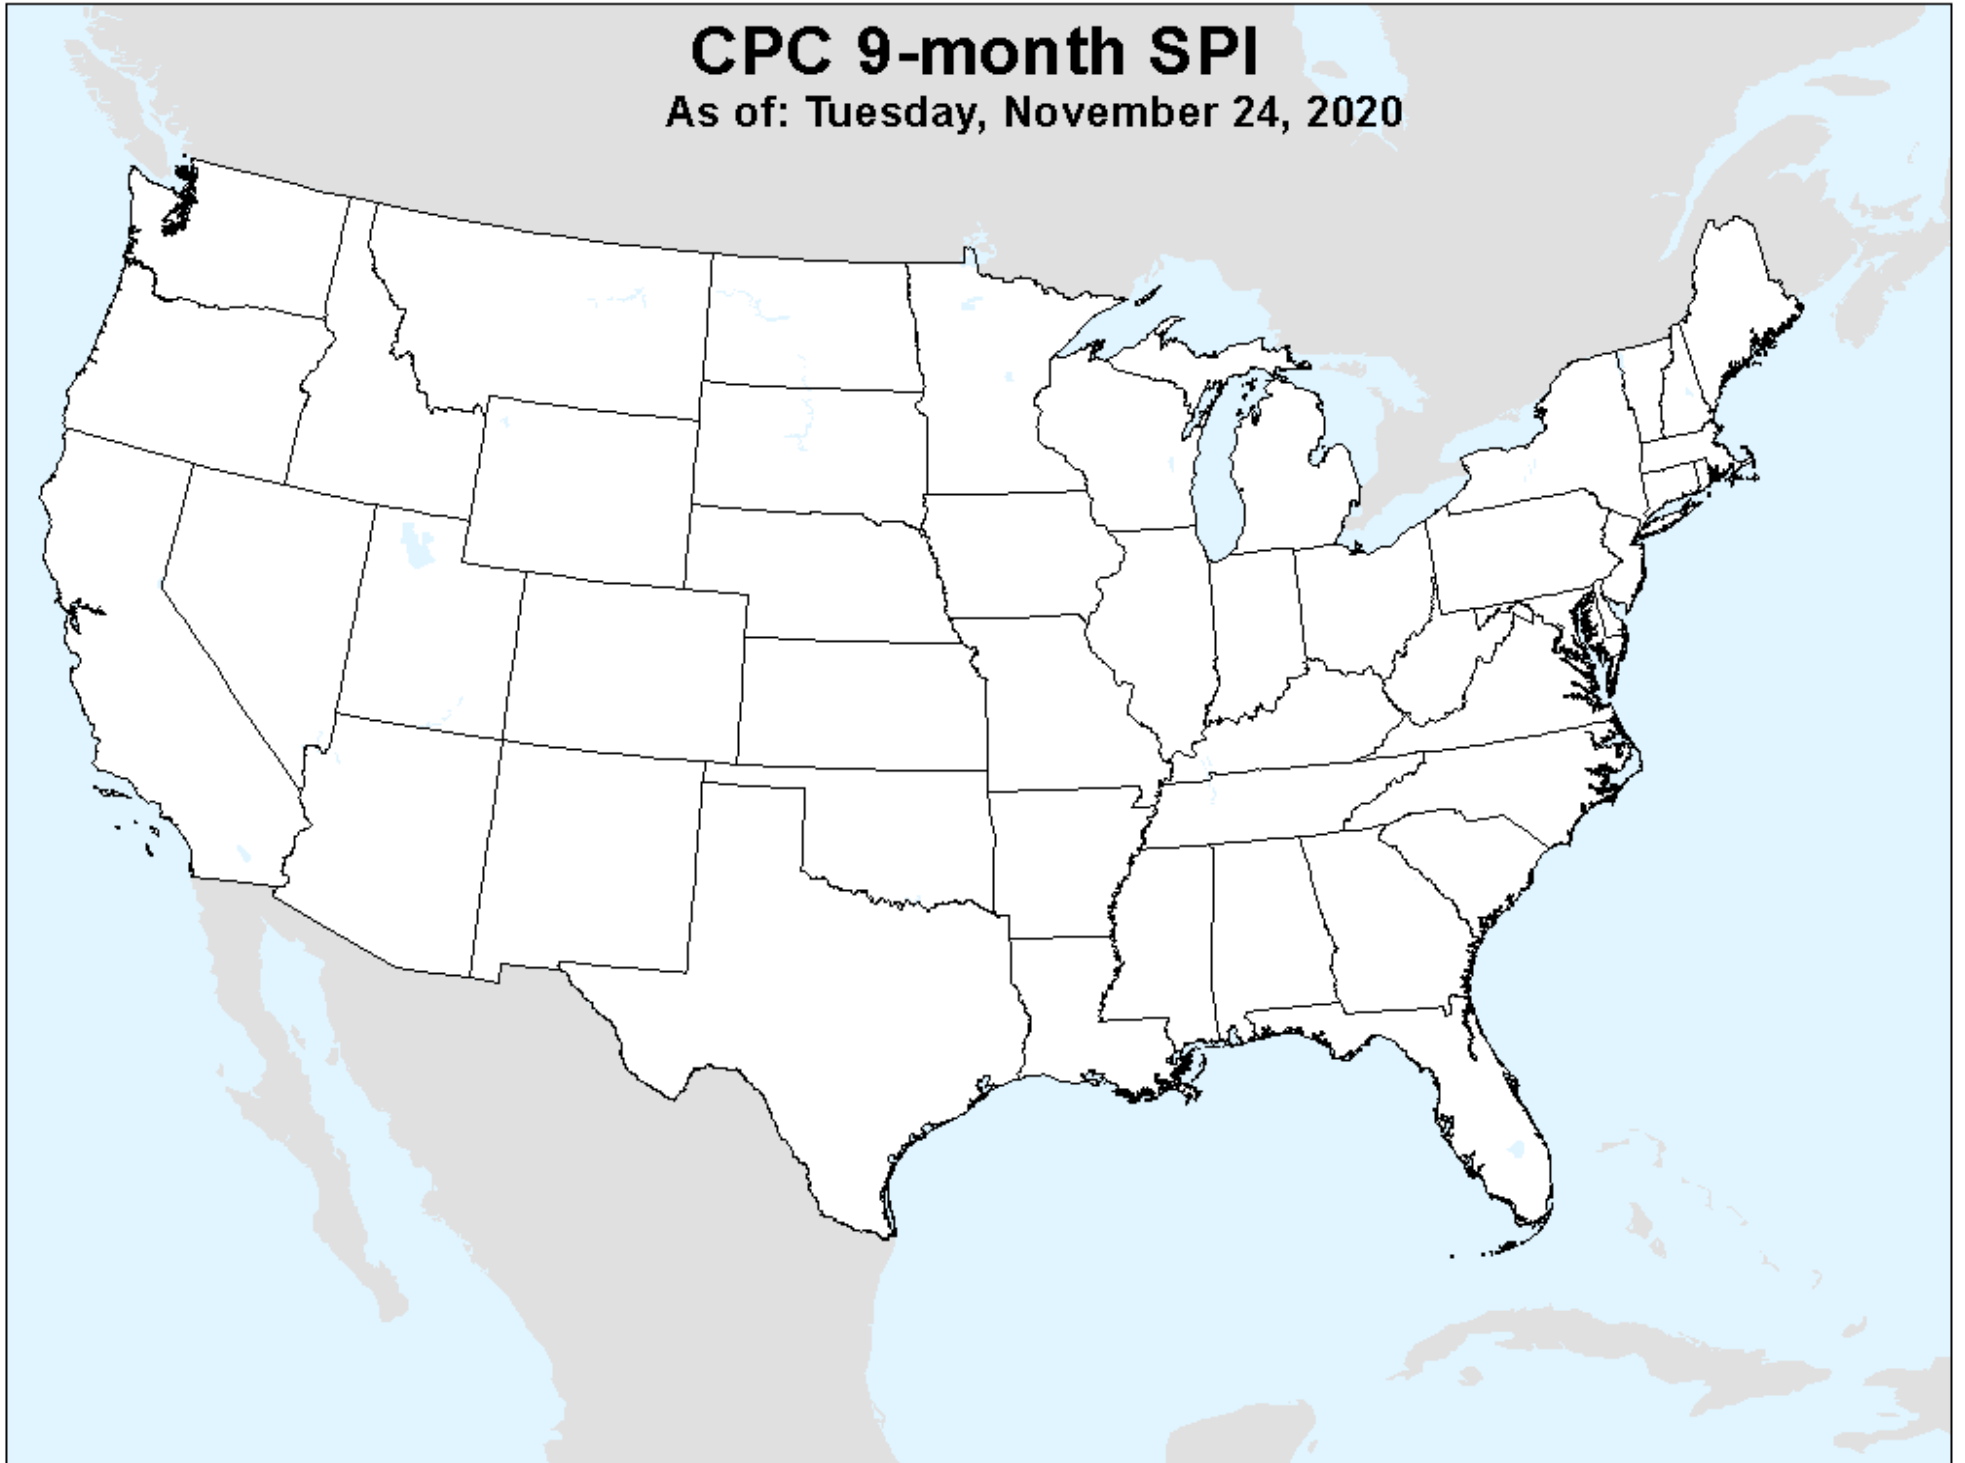 CPC 9-month SPI
As of: Tuesday, November 24, 2020